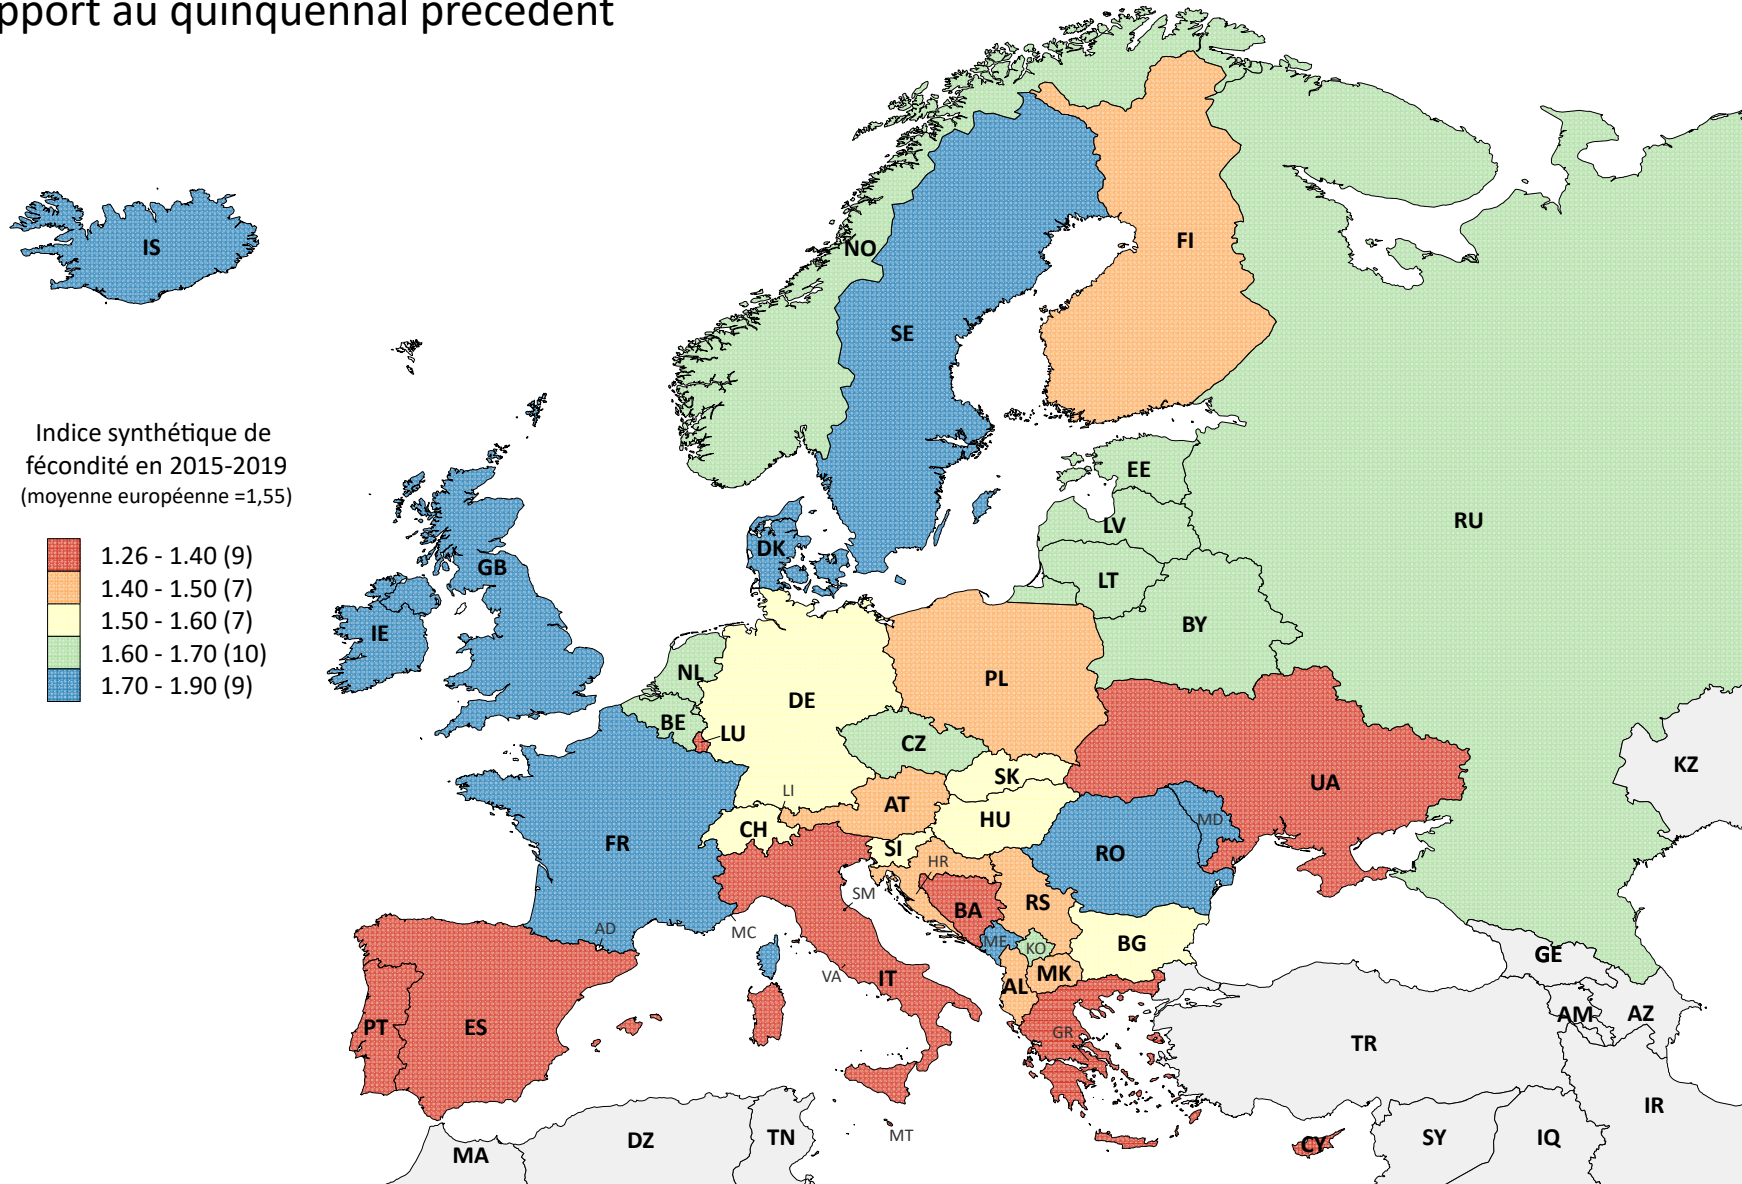 pport au quinquennal précédent
IS
NO
FI
SE
Indice synthétique de
fécondité en 2015-2019
(moyenne européenne =1,55)
1.26 - 1.40 (9)
1.40 - 1.50 (7)
1.50 - 1.60 (7)
1.60 - 1.70 (10)
1.70 - 1.90 (9)
EE
RU
LV
DK
GB
LT
BY
IE
NL
PL
DE
BE
LU
CZ
KZ
SK
UA
LI
AT
HU
MD
CH
FR
SI
RO
HR
SM
RS
BA
AD
MC
ME
KO
BG
GE
VA
IT
MK
AL
AM
AZ
PT
ES
GR
TR
IR
MT
DZ
TN
CY
SY
IQ
MA